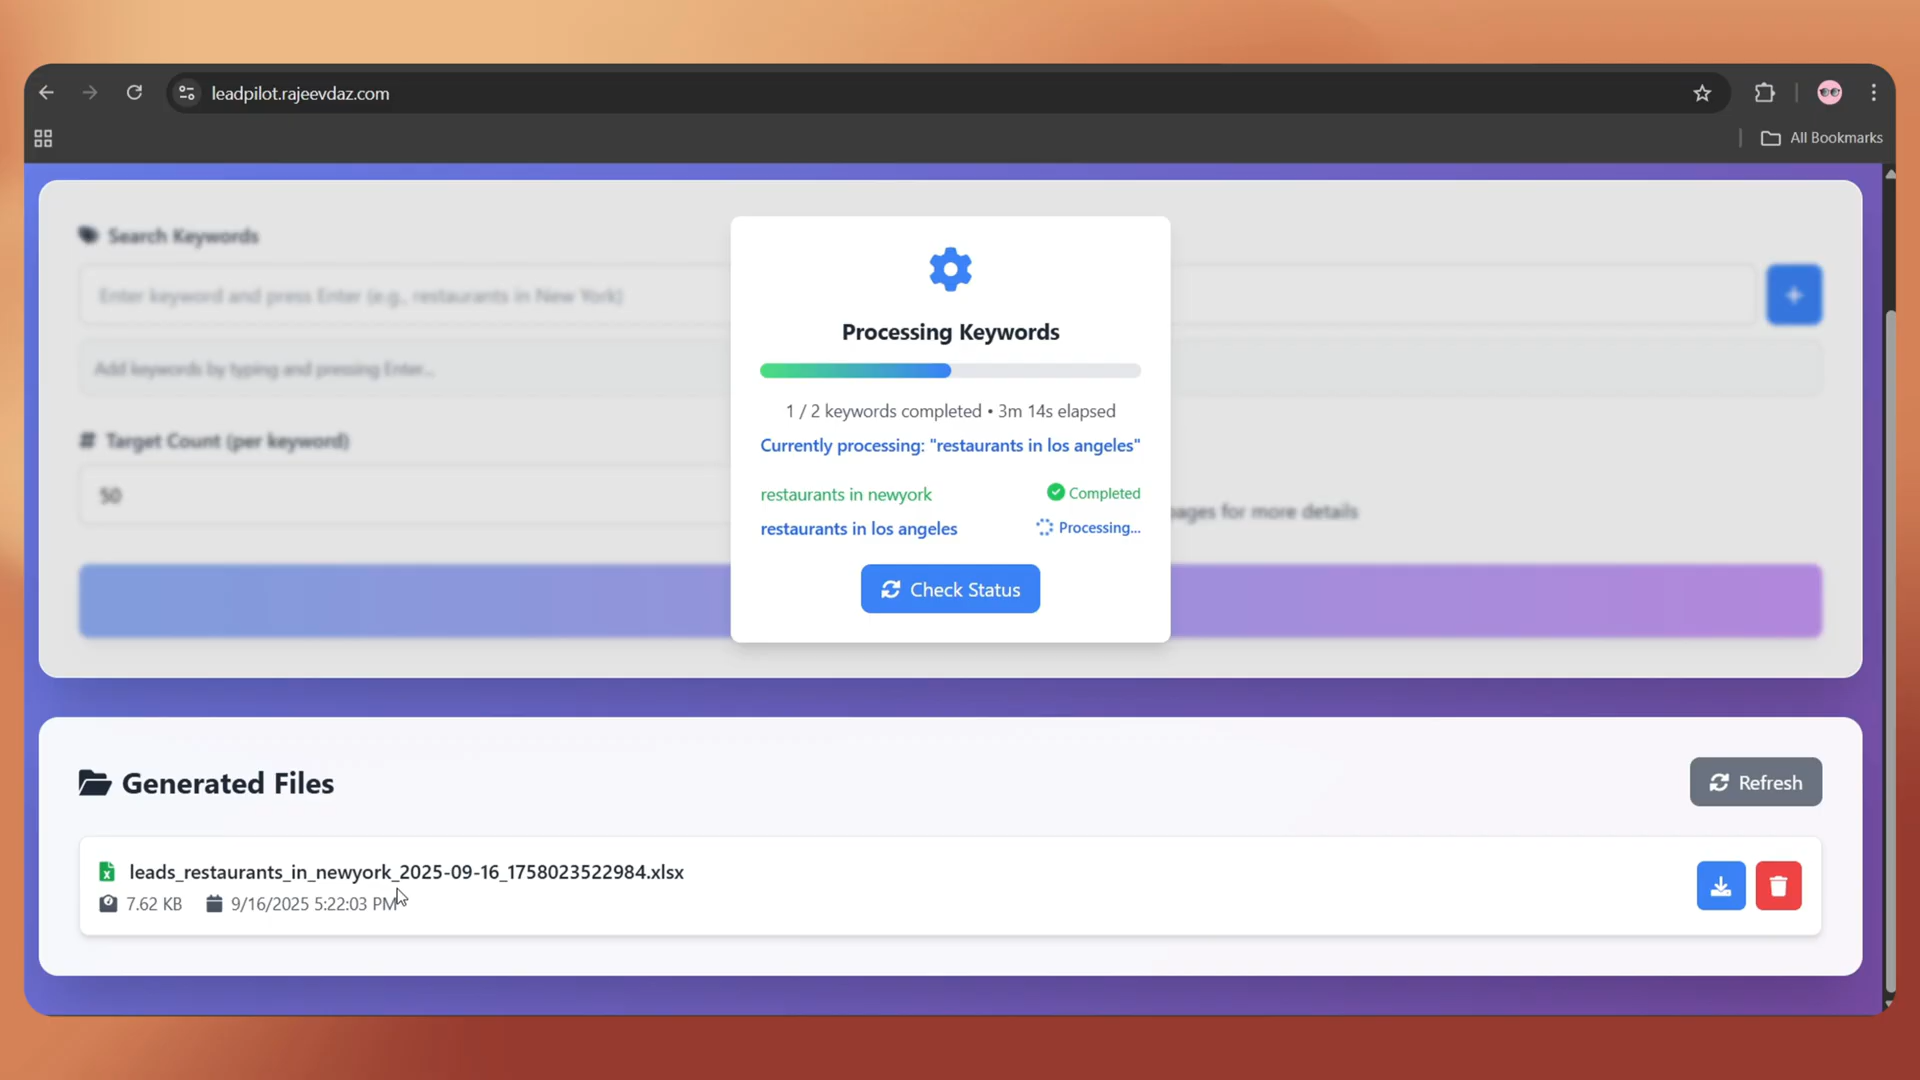 leadpilot.rajeevdaz.com
All Bookmarks
Search Keywords
Enter keyword and press Enter (e.g., restaurants in New York)
Add keywords by typing and pressing Enter...
Target Count (per keyword)
50
pages for more details
Processing Keywords
1 / 2 keywords completed • 3m 14s elapsed
Currently processing: "restaurants in los angeles"
restaurants in newyork Completed
restaurants in los angeles Processing...
Check Status
Generated Files
Refresh
leads_restaurants_in_newyork_2025-09-16_1758023522984.xlsx
7.62 KB 9/16/2025 5:22:03 PM